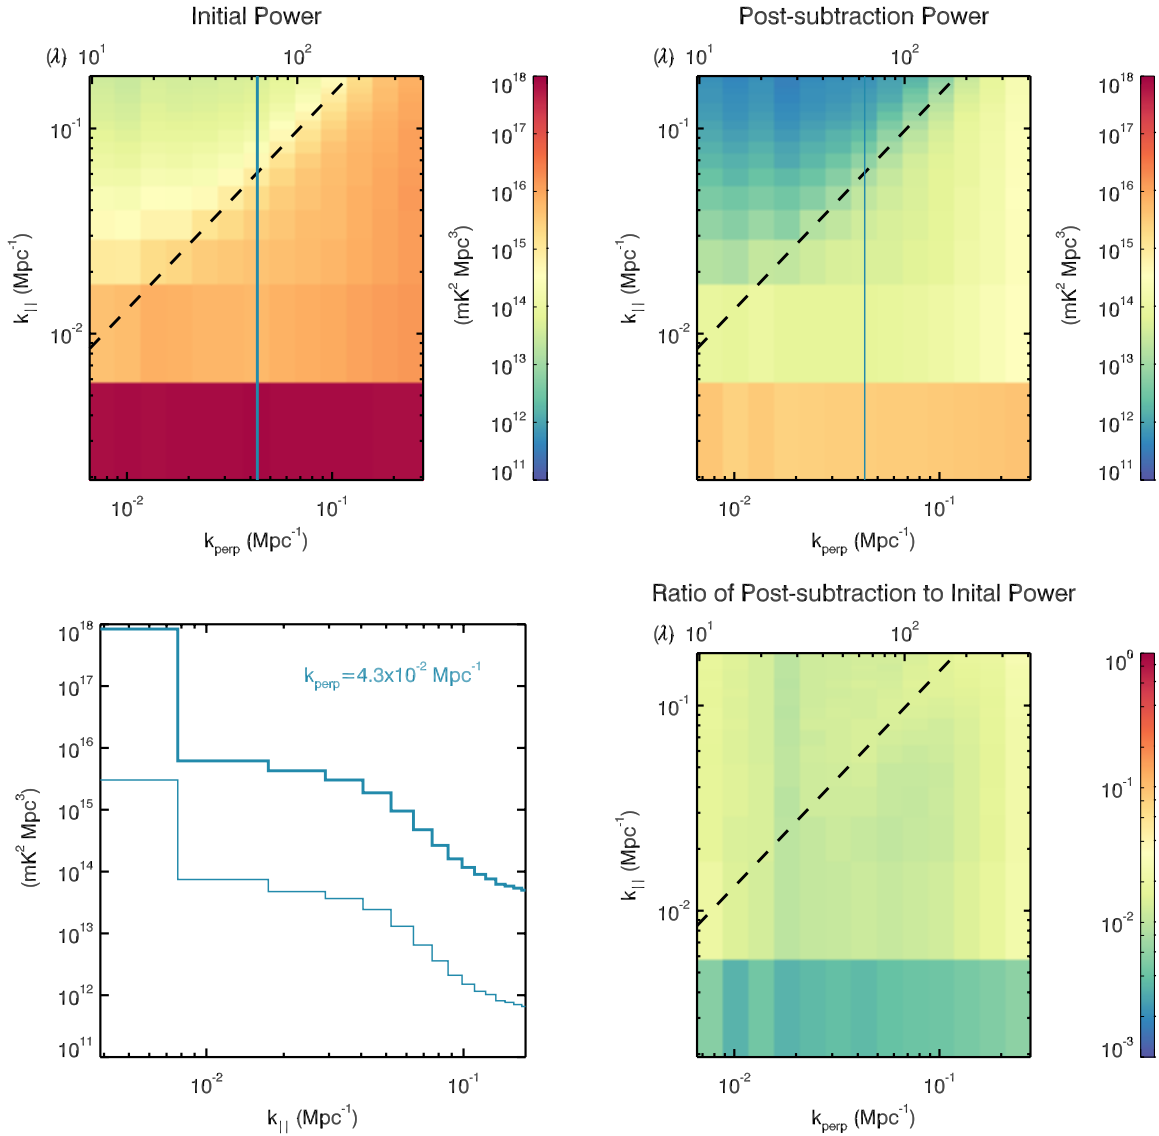 Initial Power
(λ) 10¹ 10²
k|| (Mpc⁻¹)
10⁻¹
10⁻²
10⁻² 10⁻¹
k_perp (Mpc⁻¹)
10¹⁸
10¹⁷
10¹⁶
10¹⁵
10¹⁴
10¹³
10¹²
10¹¹
(mK² Mpc³)
Post-subtraction Power
(λ) 10¹ 10²
k|| (Mpc⁻¹)
10⁻¹
10⁻²
10⁻² 10⁻¹
k_perp (Mpc⁻¹)
10¹⁸
10¹⁷
10¹⁶
10¹⁵
10¹⁴
10¹³
10¹²
10¹¹
(mK² Mpc³)
k_perp=4.3x10⁻² Mpc⁻¹
(mK² Mpc³)
10¹⁸
10¹⁷
10¹⁶
10¹⁵
10¹⁴
10¹³
10¹²
10¹¹
10⁻² 10⁻¹
k|| (Mpc⁻¹)
Ratio of Post-subtraction to Inital Power
(λ) 10¹ 10²
k|| (Mpc⁻¹)
10⁻¹
10⁻²
10⁻² 10⁻¹
k_perp (Mpc⁻¹)
10⁰
10⁻¹
10⁻²
10⁻³